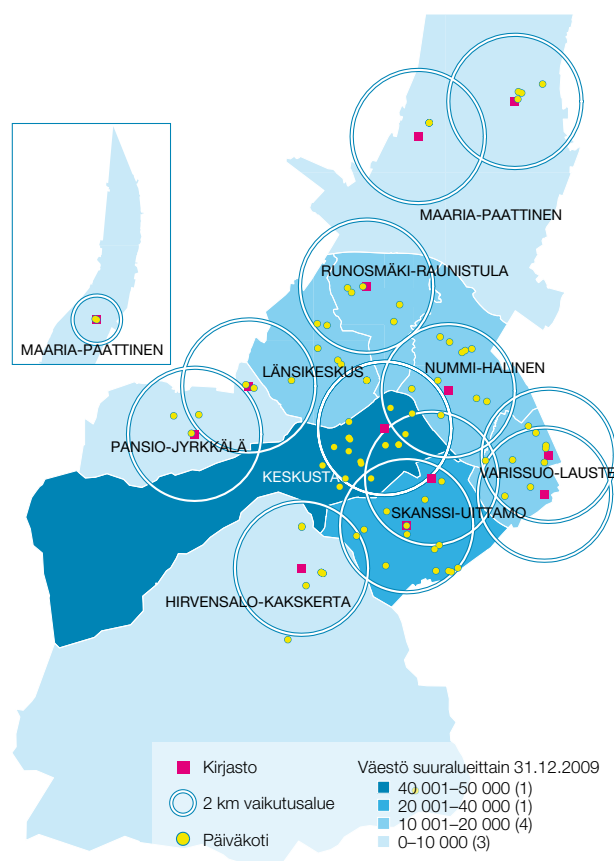 MAARIA-PAATTINEN
RUNOSMÄKI-RAUNISTULA
MAARIA-PAATTINEN
LÄNSIKESKUS
NUMMI-HALINEN
PANSIO-JYRKKÄLÄ
KESKUSTA
VARISSUO-LAUSTE
SKANSSI-UITTAMO
HIRVENSALO-KAKSKERTA
Kirjasto
2 km vaikutusalue
Päiväkoti
Väestö suuralueittain 31.12.2009
40 001–50 000 (1)
20 001–40 000 (1)
10 001–20 000 (4)
0–10 000 (3)